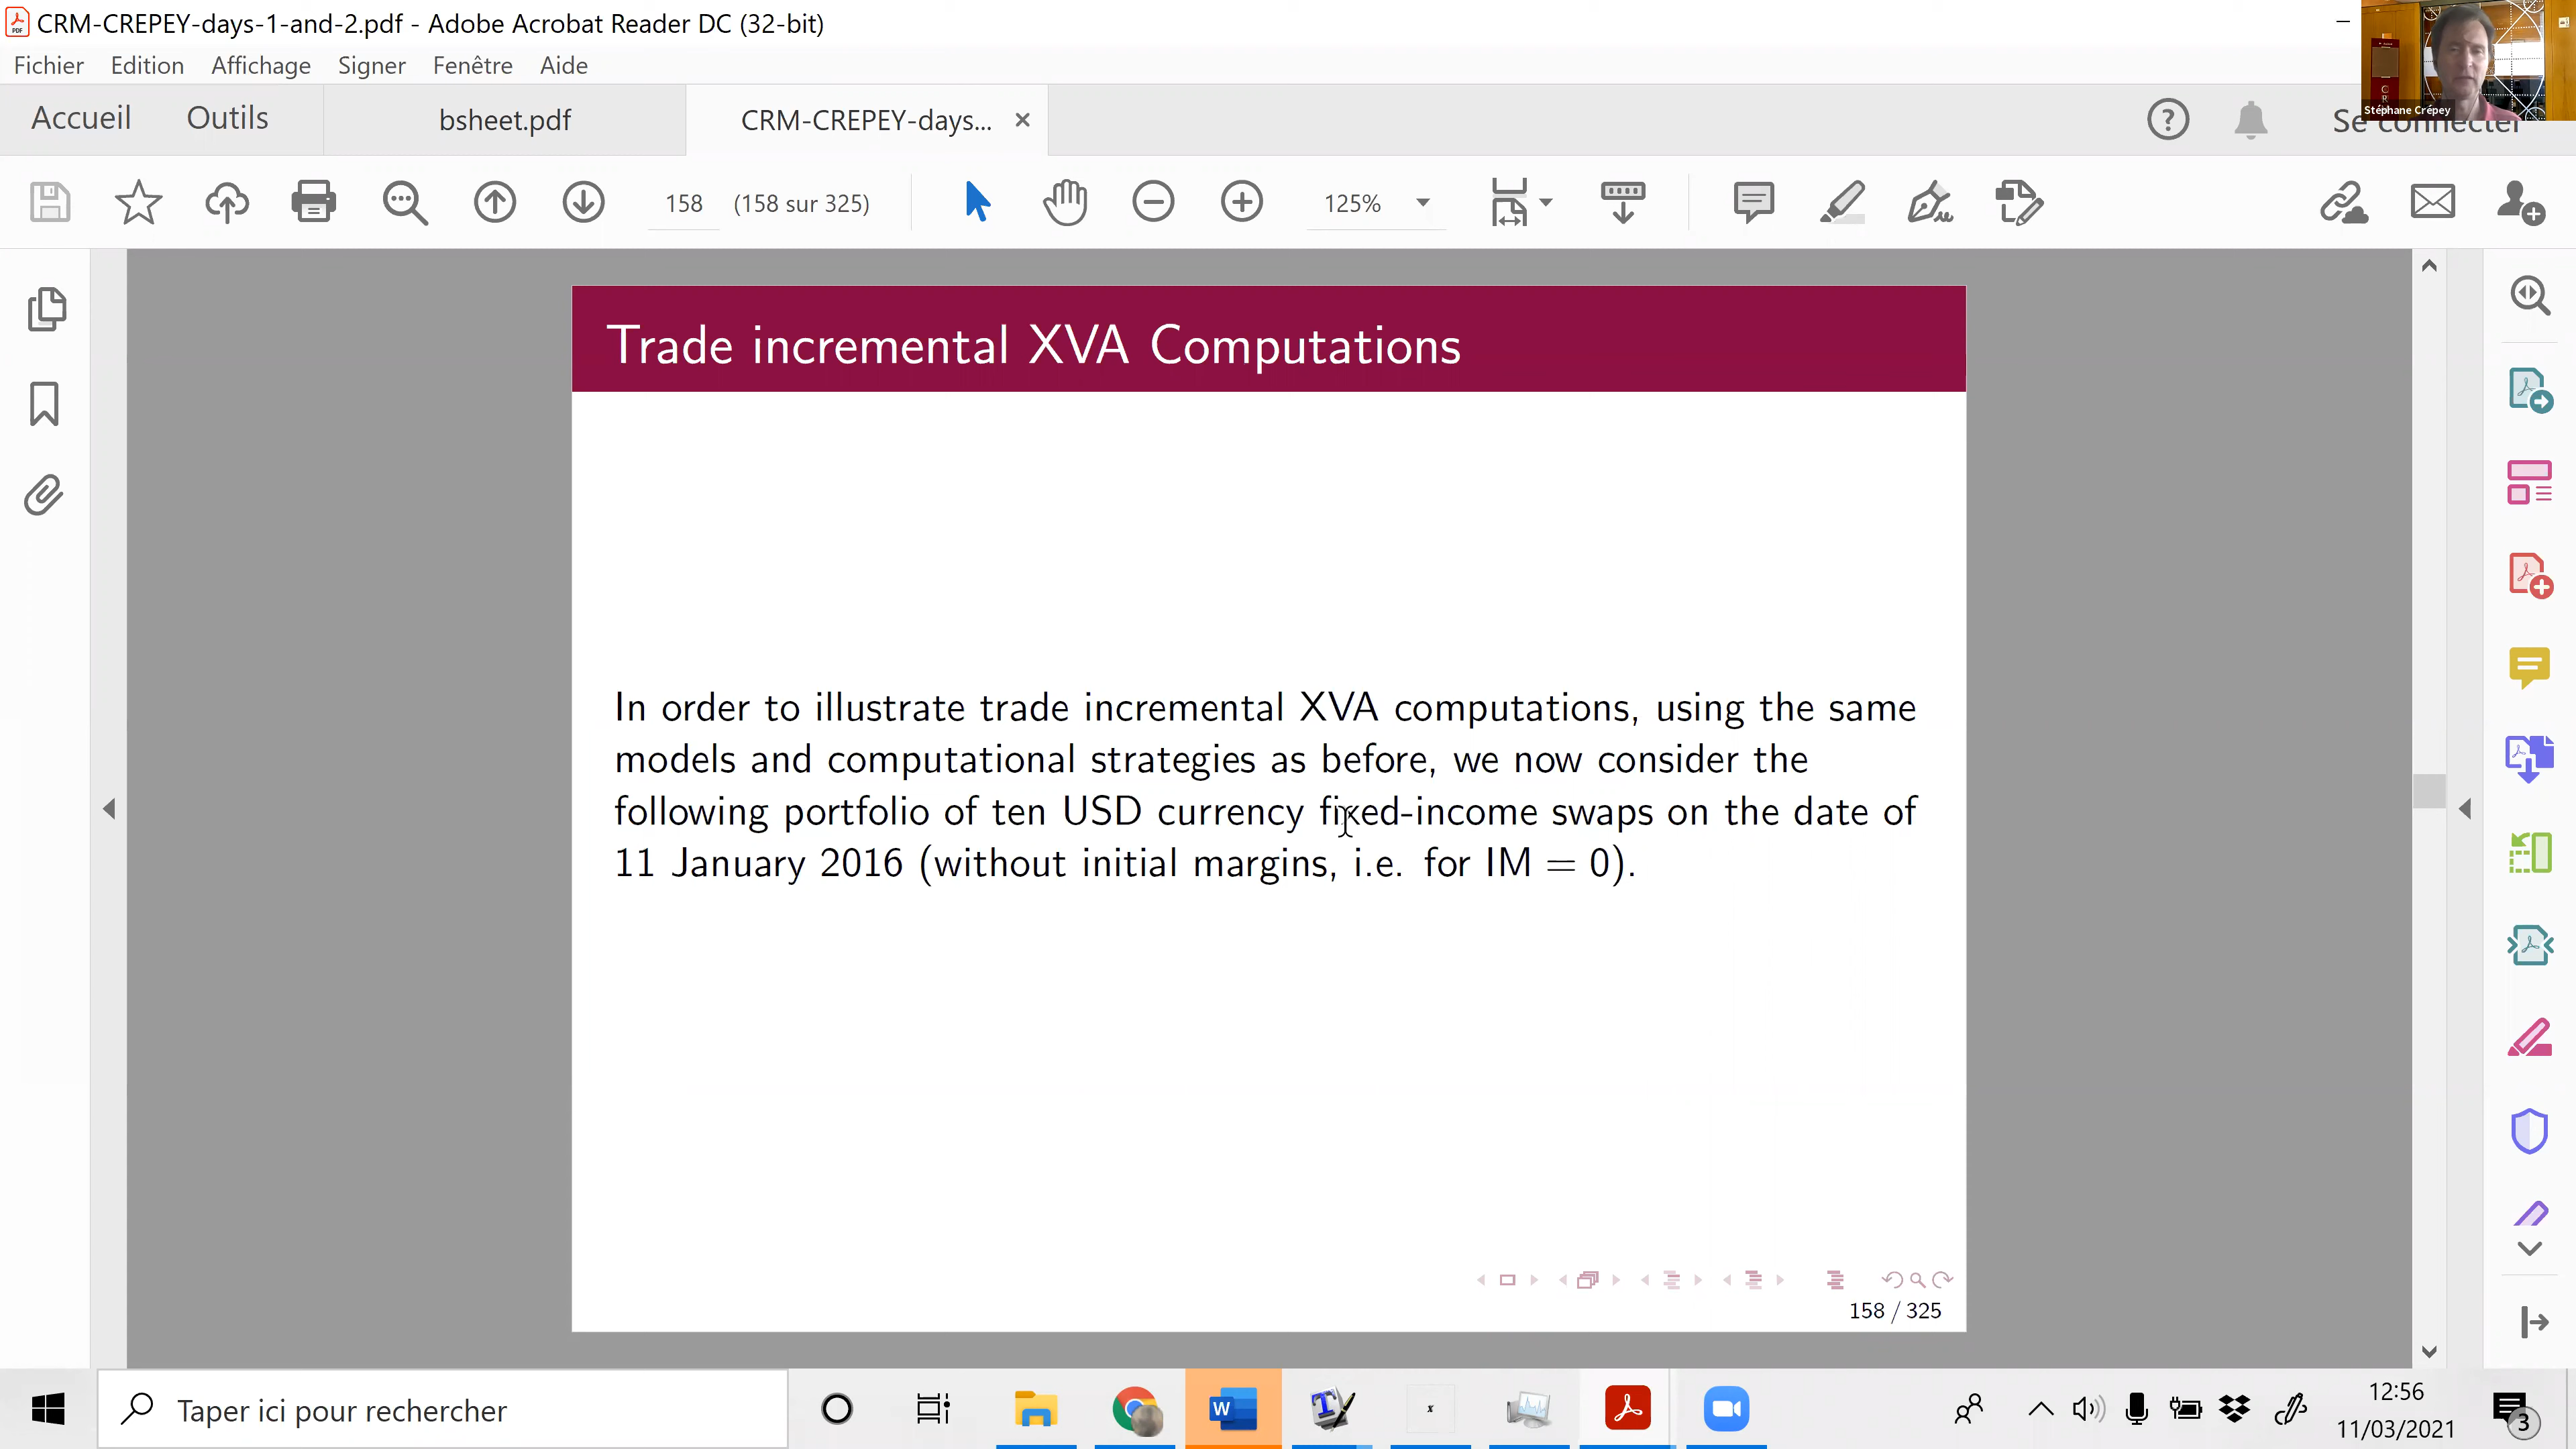 CRM-CREPEY-days-1-and-2.pdf - Adobe Acrobat Reader DC (32-bit)
Fichier Edition Affichage Signer Fenêtre Aide
Accueil Outils bsheet.pdf CRM-CREPEY-days... Se connecter
Stéphane Crépey
158 (158 sur 325) 125%
Trade incremental XVA Computations
In order to illustrate trade incremental XVA computations, using the same
models and computational strategies as before, we now consider the
following portfolio of ten USD currency fixed-income swaps on the date of
11 January 2016 (without initial margins, i.e. for IM = 0).
158 / 325
Taper ici pour rechercher
12:56
11/03/2021
3